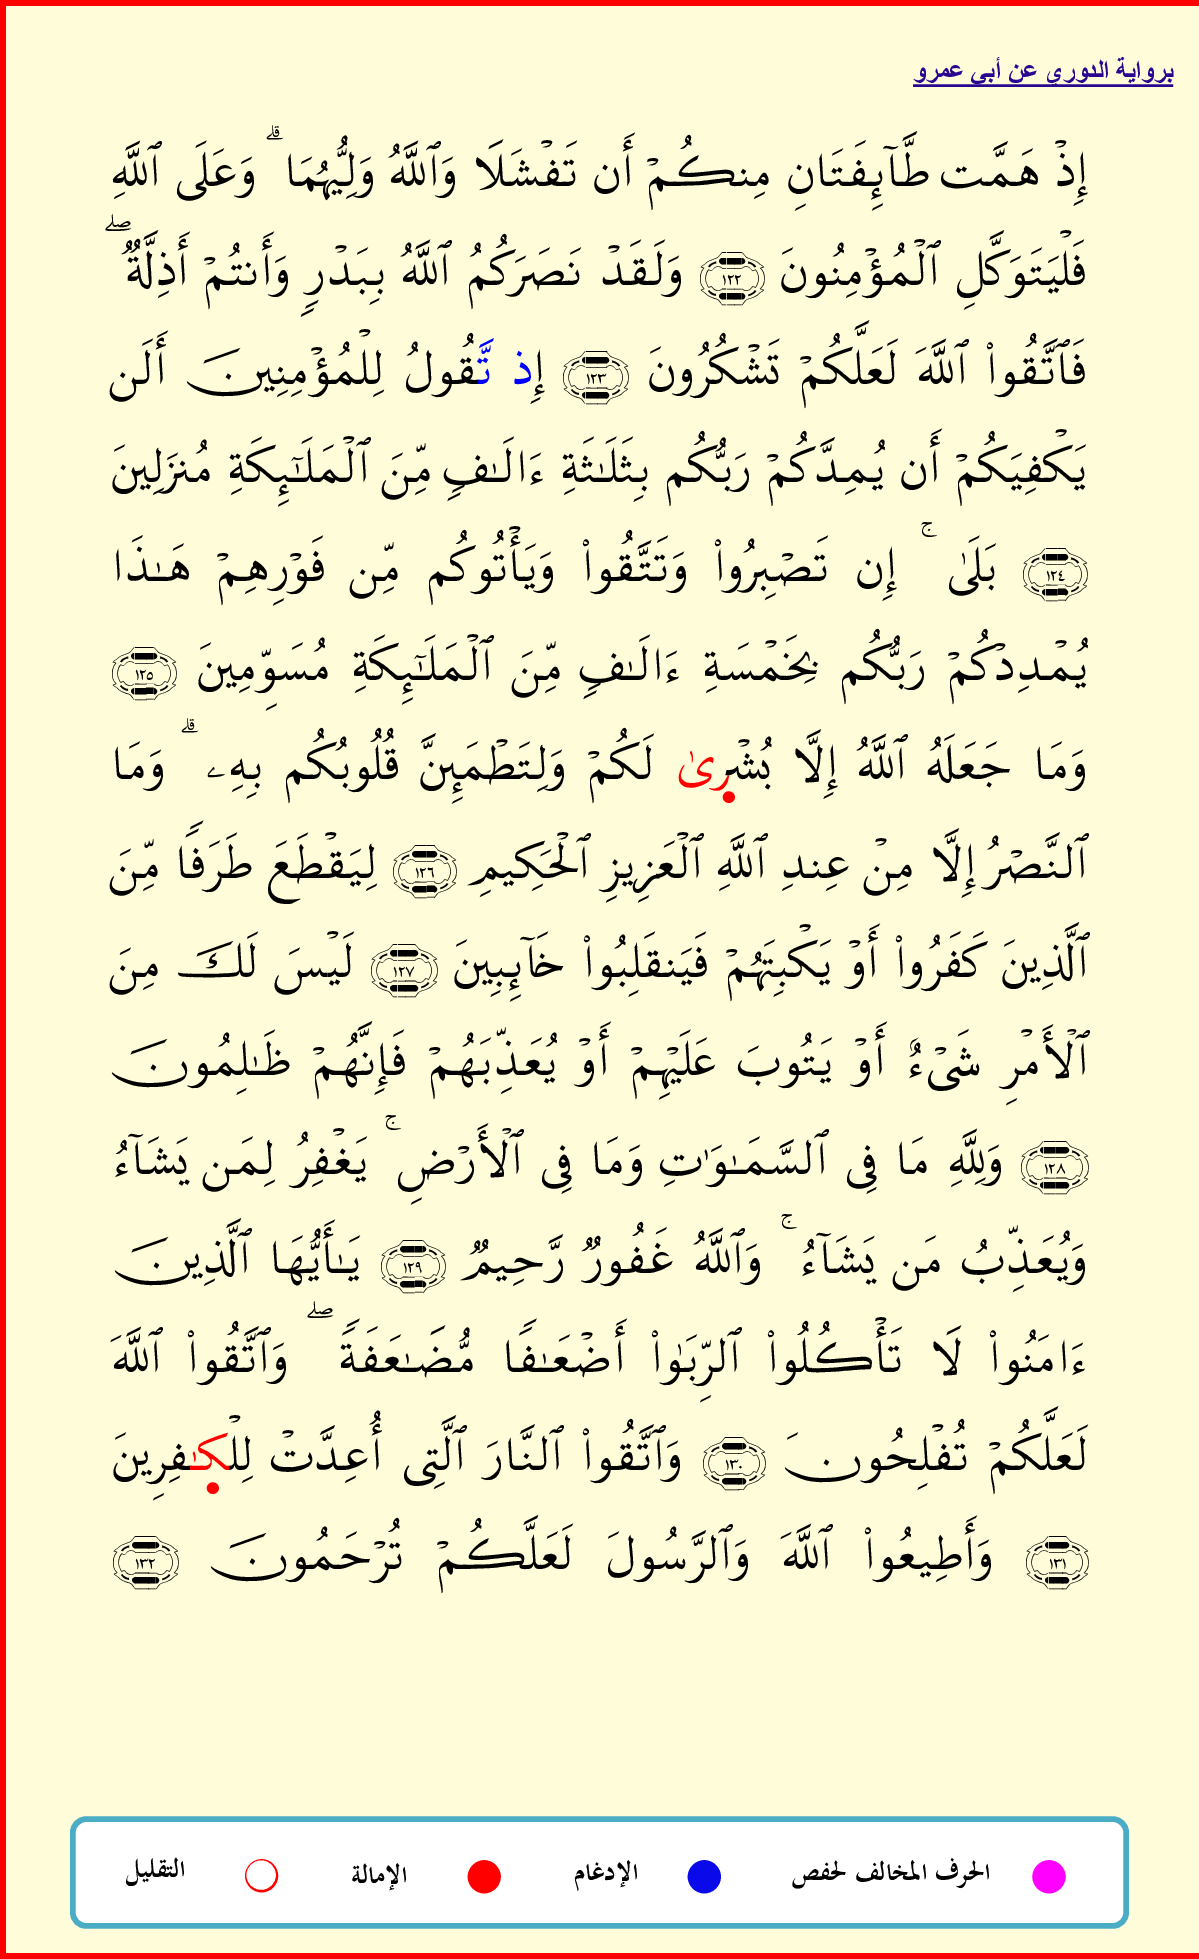 برواية الدوري عن أبي عمرو
إِذْ هَمَّت طَّآئِفَتَانِ مِنكُمْ أَن تَفْشَلَا وَٱللَّهُ وَلِيُّهُمَا ۗ وَعَلَى ٱللَّهِ
فَلْيَتَوَكَّلِ ٱلْمُؤْمِنُونَ ١٢٢ وَلَقَدْ نَصَرَكُمُ ٱللَّهُ بِبَدْرٍ وَأَنتُمْ أَذِلَّةٌ ۖ
فَٱتَّقُوا۟ ٱللَّهَ لَعَلَّكُمْ تَشْكُرُونَ ١٢٣ إِذ تَّقُولُ لِلْمُؤْمِنِينَ أَلَن
يَكْفِيَكُمْ أَن يُمِدَّكُمْ رَبُّكُم بِثَلَـٰثَةِ ءَالَـٰفٍ مِّنَ ٱلْمَلَـٰٓئِكَةِ مُنزَلِينَ
١٢٤ بَلَىٰ ۚ إِن تَصْبِرُوا۟ وَتَتَّقُوا۟ وَيَأْتُوكُم مِّن فَوْرِهِمْ هَـٰذَا
يُمْدِدْكُمْ رَبُّكُم بِخَمْسَةِ ءَالَـٰفٍ مِّنَ ٱلْمَلَـٰٓئِكَةِ مُسَوِّمِينَ ١٢٥
وَمَا جَعَلَهُ ٱللَّهُ إِلَّا بُشْرِىٰ لَكُمْ وَلِتَطْمَئِنَّ قُلُوبُكُم بِهِۦ ۗ وَمَا
ٱلنَّصْرُ إِلَّا مِنْ عِندِ ٱللَّهِ ٱلْعَزِيزِ ٱلْحَكِيمِ ١٢٦ لِيَقْطَعَ طَرَفًا مِّنَ
ٱلَّذِينَ كَفَرُوا۟ أَوْ يَكْبِتَهُمْ فَيَنقَلِبُوا۟ خَآئِبِينَ ١٢٧ لَيْسَ لَكَ مِنَ
ٱلْأَمْرِ شَىْءٌ أَوْ يَتُوبَ عَلَيْهِمْ أَوْ يُعَذِّبَهُمْ فَإِنَّهُمْ ظَـٰلِمُونَ
١٢٨ وَلِلَّهِ مَا فِى ٱلسَّمَـٰوَٰتِ وَمَا فِى ٱلْأَرْضِ ۚ يَغْفِرُ لِمَن يَشَآءُ
وَيُعَذِّبُ مَن يَشَآءُ ۚ وَٱللَّهُ غَفُورٌ رَّحِيمٌ ١٢٩ يَـٰٓأَيُّهَا ٱلَّذِينَ
ءَامَنُوا۟ لَا تَأْكُلُوا۟ ٱلرِّبَوٰا۟ أَضْعَـٰفًا مُّضَـٰعَفَةً ۖ وَٱتَّقُوا۟ ٱللَّهَ
لَعَلَّكُمْ تُفْلِحُونَ ١٣٠ وَٱتَّقُوا۟ ٱلنَّارَ ٱلَّتِى أُعِدَّتْ لِلْكـٰفِرِينَ
١٣١ وَأَطِيعُوا۟ ٱللَّهَ وَٱلرَّسُولَ لَعَلَّكُمْ تُرْحَمُونَ ١٣٢
الحرف المخالف لحفص الإدغام الإمالة التقليل